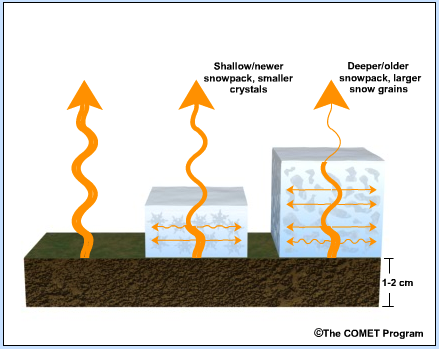 Shallow/newer
snowpack, smaller
crystals
Deeper/older
snowpack, larger
snow grains
1-2 cm
©The COMET Program